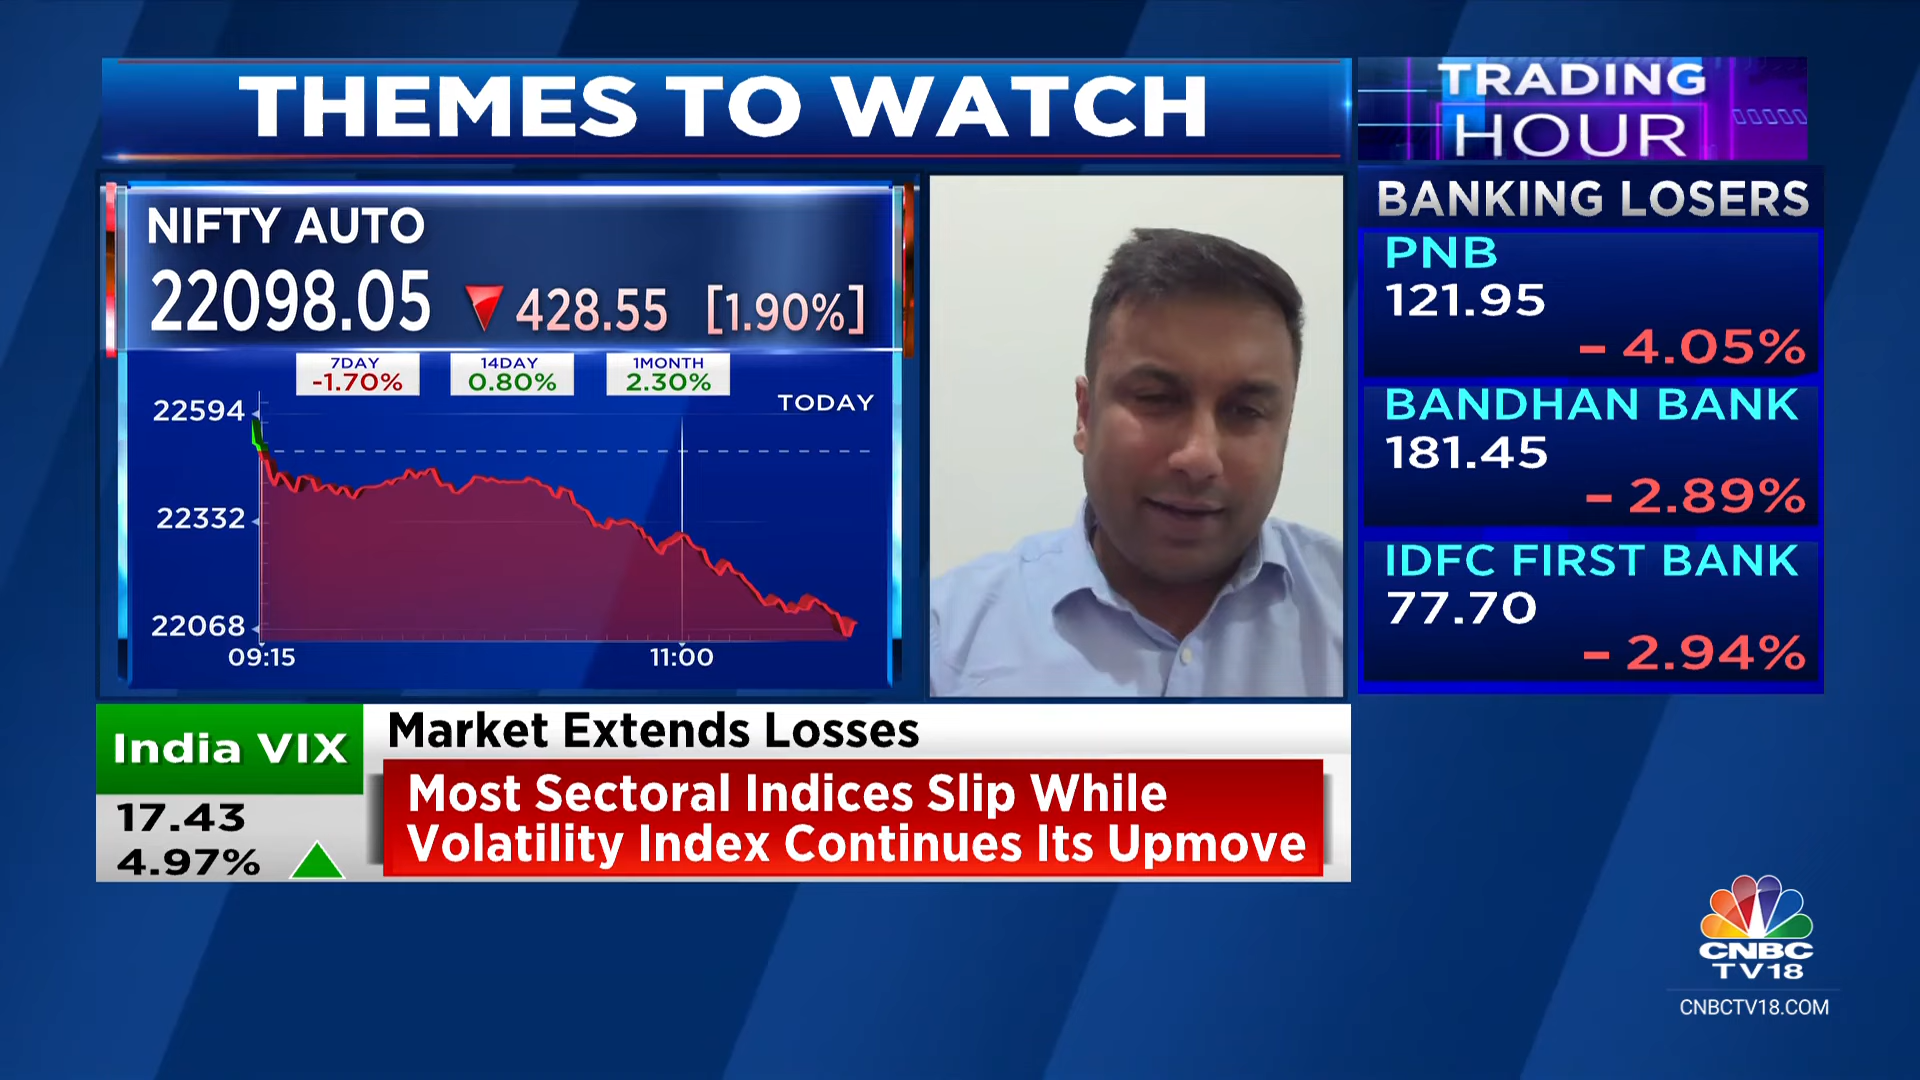 THEMES TO WATCH
TRADING
HOUR
NIFTY AUTO
22098.05 ▼ 428.55 [1.90%]
7DAY
-1.70%
14DAY
0.80%
1MONTH
2.30%
TODAY
22594
22332
22068
09:15
11:00
BANKING LOSERS
PNB
121.95
– 4.05%
BANDHAN BANK
181.45
– 2.89%
IDFC FIRST BANK
77.70
– 2.94%
India VIX
17.43
4.97% ▲
Market Extends Losses
Most Sectoral Indices Slip While
Volatility Index Continues Its Upmove
CNBC
TV18
CNBCTV18.COM